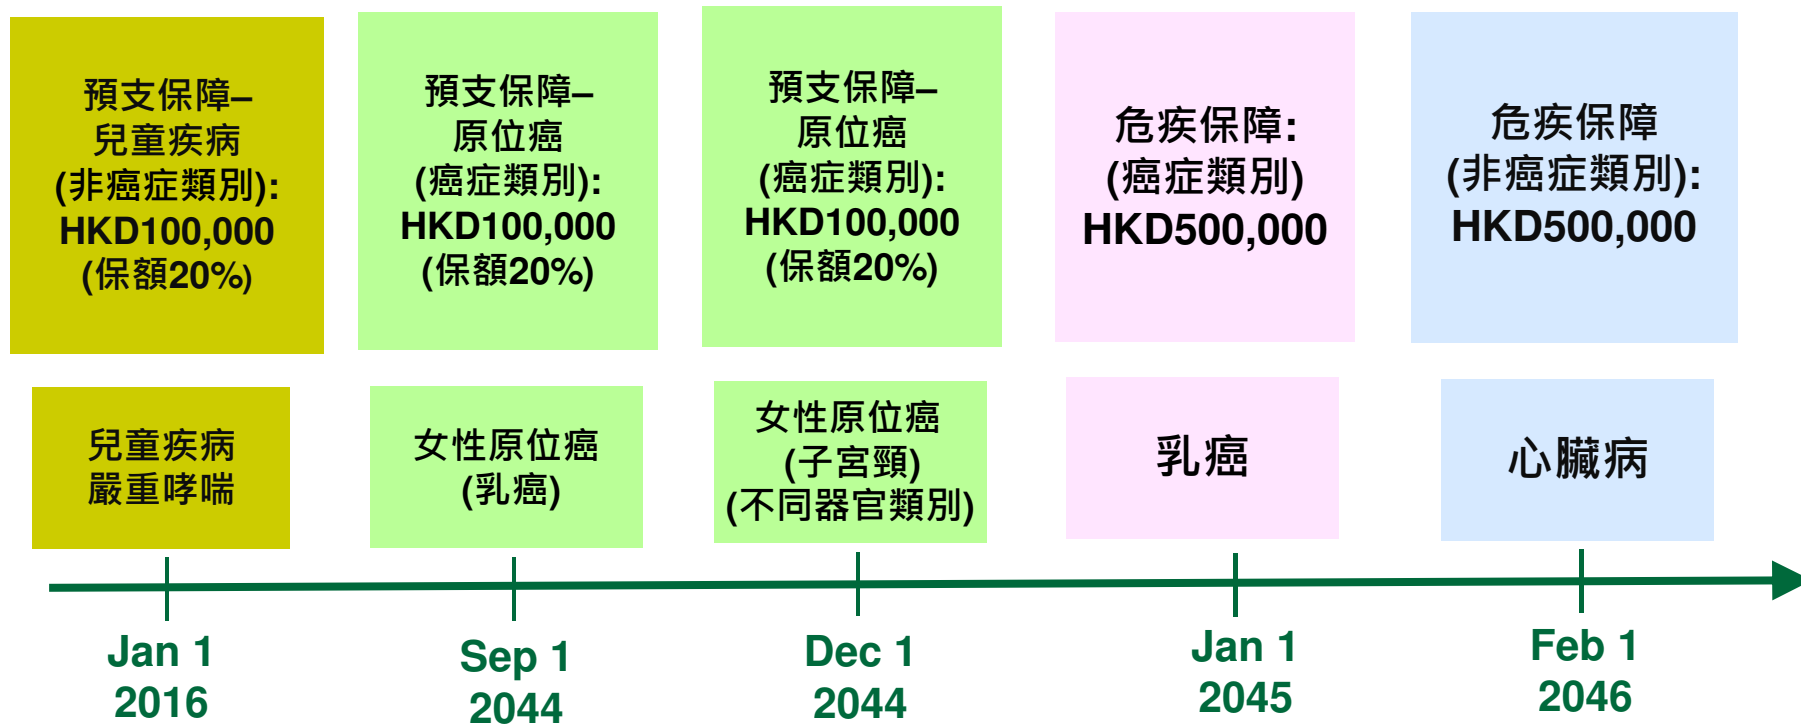 預支保障–
兒童疾病
(非癌症類別):
HKD100,000
(保額20%)
預支保障–
原位癌
(癌症類別):
HKD100,000
(保額20%)
預支保障–
原位癌
(癌症類別):
HKD100,000
(保額20%)
危疾保障:
(癌症類別)
HKD500,000
危疾保障
(非癌症類別):
HKD500,000
兒童疾病
嚴重哮喘
女性原位癌
(乳癌)
女性原位癌
(子宮頸)
(不同器官類別)
乳癌
心臟病
Jan 1
2016
Sep 1
2044
Dec 1
2044
Jan 1
2045
Feb 1
2046